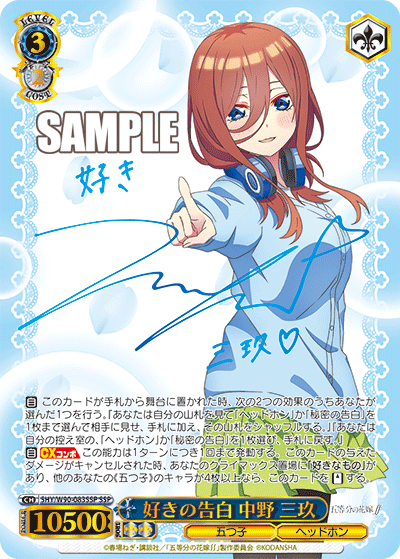 LEVEL
3
2
COST
SAMPLE
好き
三玖♡
このカードが手札から舞台に置かれた時、次の2つの効果のうちあなたが
選んだ1つを行う。『あなたは自分の山札を見て「ヘッドホン」か「秘密の告白」を
1枚まで選んで相手に見せ、手札に加え、その山札をシャッフルする。』『あなたは
自分の控え室の、「ヘッドホン」か「秘密の告白」を1枚選び、手札に戻す。』
CXコンボ この能力は1ターンにつき1回まで発動する。このカードの与えた
ダメージがキャンセルされた時、あなたのクライマックス置場に「好きなもの」が
あり、他のあなたの《五つ子》のカードが4枚以上なら、このカードを
する。
CH 5HY/W90-083SSP SSP
10500
好きの告白 中野 三玖
五等分の花嫁∬
五つ子
ヘッドホン
©春場ねぎ・講談社／「五等分の花嫁∬」製作委員会 ©KODANSHA